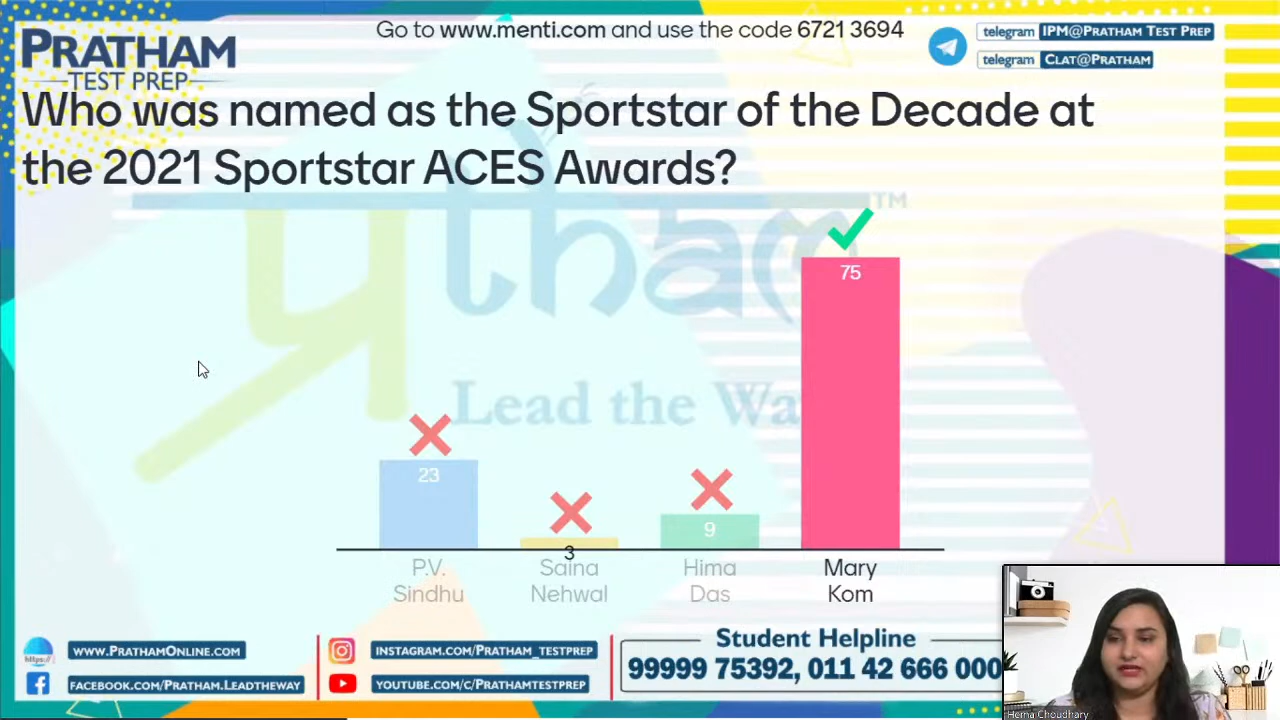 Go to www.menti.com and use the code 6721 3694
PRATHAM
TEST PREP
telegram IPM@PRATHAM TEST PREP
telegram CLAT@PRATHAM
Who was named as the Sportstar of the Decade at
the 2021 Sportstar ACES Awards?
प्रtham TM
Lead the Wa
75
23
3
9
P.V.
Sindhu
Saina
Nehwal
Hima
Das
Mary
Kom
https://
WWW.PRATHAMONLINE.COM
FACEBOOK.COM/PRATHAM.LEADTHEWAY
INSTAGRAM.COM/PRATHAM_TESTPREP
YOUTUBE.COM/C/PRATHAMTESTPREP
Student Helpline
99999 75392, 011 42 666 000
Hema Choudhary